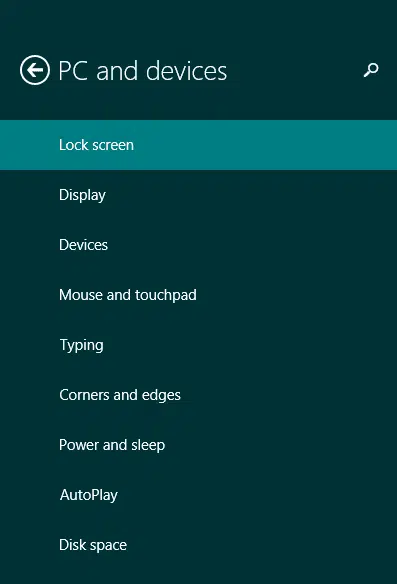 PC and devices
Lock screen
Display
Devices
Mouse and touchpad
Typing
Corners and edges
Power and sleep
AutoPlay
Disk space